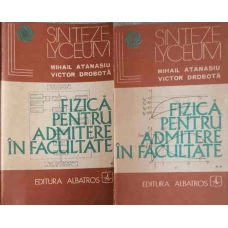 SINTEZE
LYCEUM
MIHAIL ATANASIU
VICTOR DROBOTĂ
FIZICĂ
PENTRU
ADMITERE
ÎN FACULTATE
EDITURA ALBATROS
SINTEZE
LYCEUM
MIHAIL ATANASIU
VICTOR DROBOTĂ
FIZICĂ
PENTRU
ADMITERE
ÎN FACULTATE
EDITURA ALBATROS